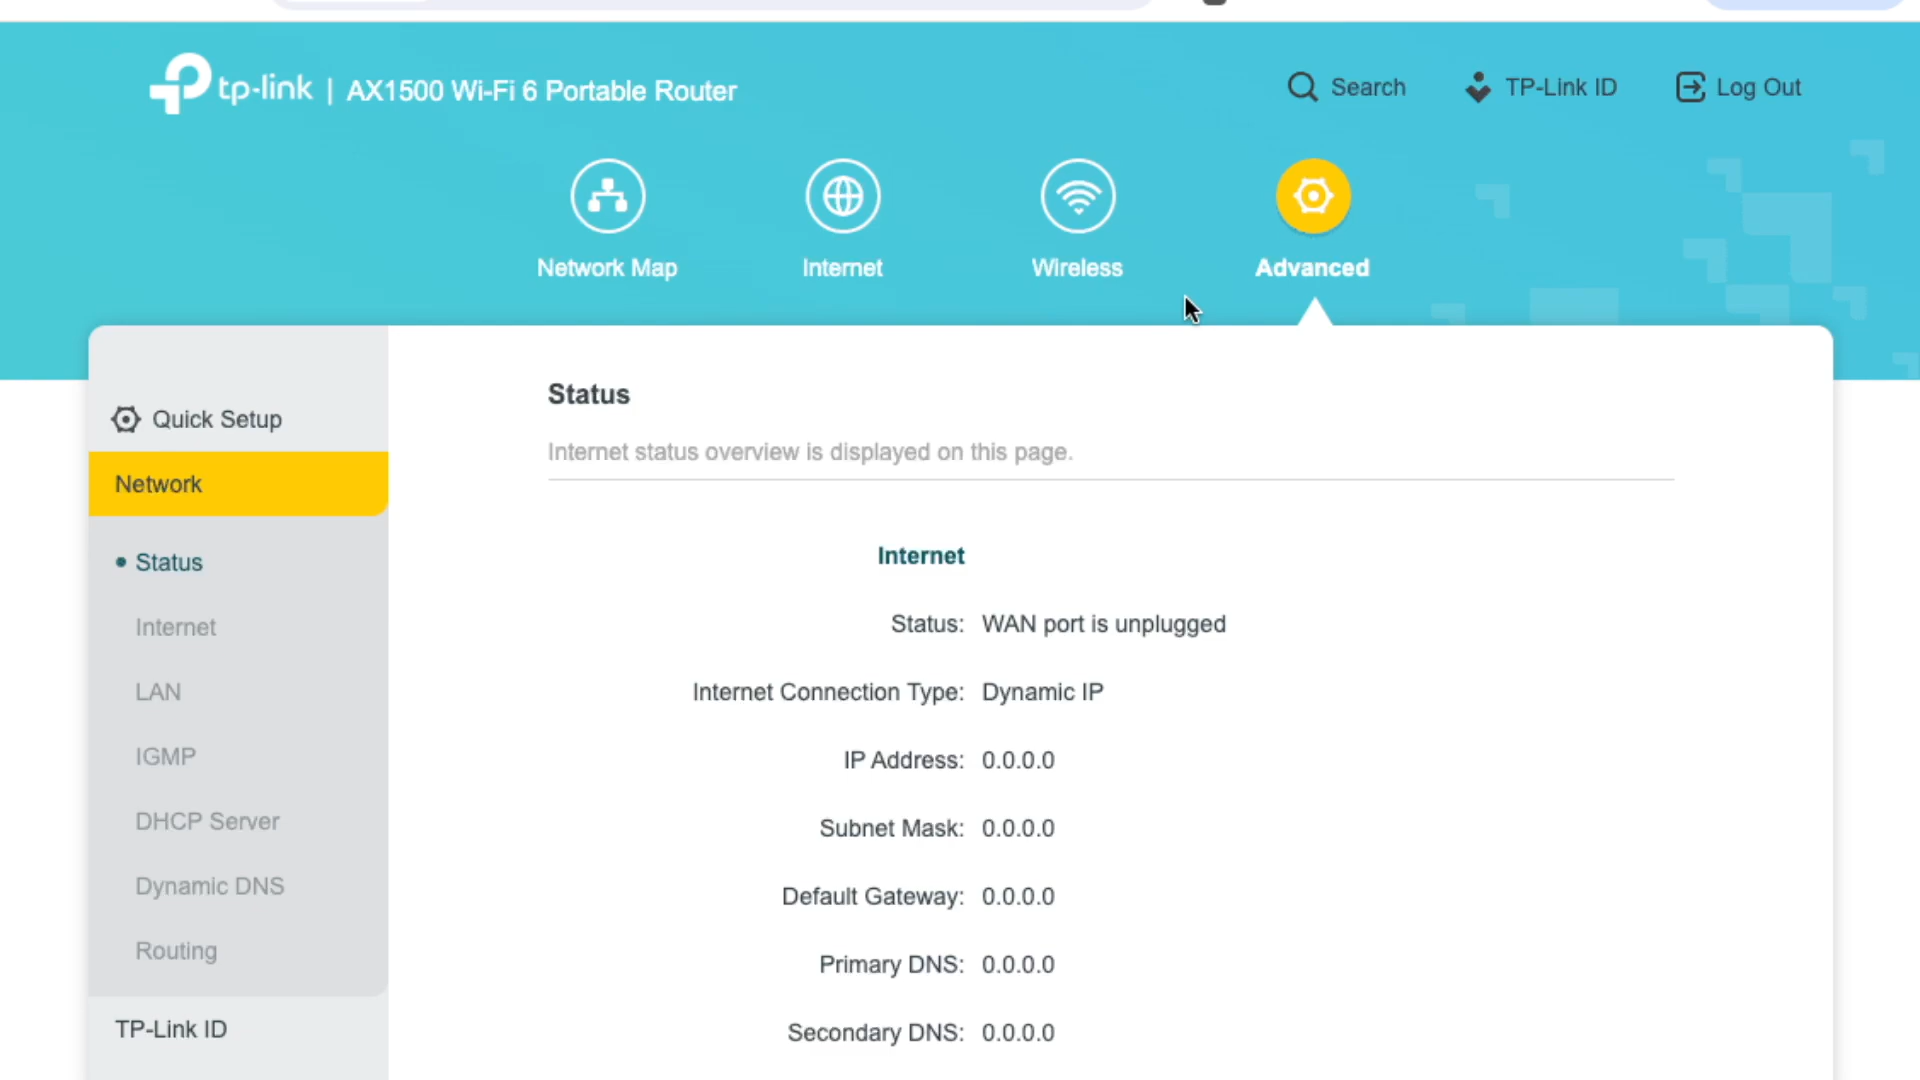 tp-link | AX1500 Wi-Fi 6 Portable Router
Search
TP-Link ID
Log Out
Network Map
Internet
Wireless
Advanced
Quick Setup
Network
Status
Internet
LAN
IGMP
DHCP Server
Dynamic DNS
Routing
TP-Link ID
Status
Internet status overview is displayed on this page.
Internet
Status: WAN port is unplugged
Internet Connection Type: Dynamic IP
IP Address: 0.0.0.0
Subnet Mask: 0.0.0.0
Default Gateway: 0.0.0.0
Primary DNS: 0.0.0.0
Secondary DNS: 0.0.0.0